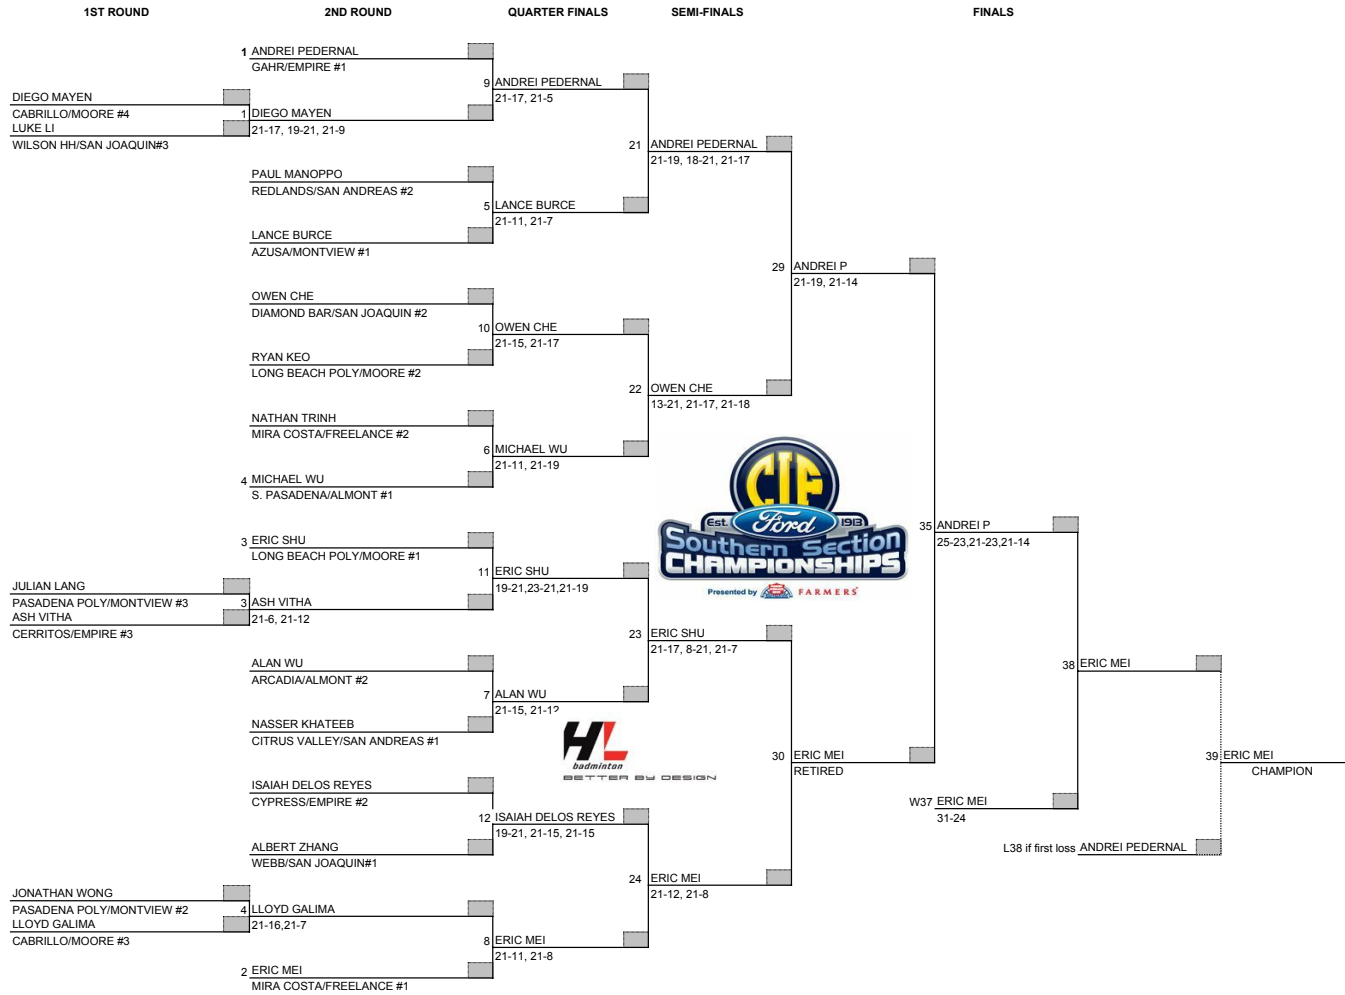 1ST ROUND 2ND ROUND QUARTER FINALS SEMI-FINALS FINALS
1 ANDREI PEDERNAL
GAHR/EMPIRE #1
9 ANDREI PEDERNAL
21-17, 21-5
DIEGO MAYEN
CABRILLO/MOORE #4
1 DIEGO MAYEN
21-17, 19-21, 21-9
LUKE LI
WILSON HH/SAN JOAQUIN#3
21 ANDREI PEDERNAL
21-19, 18-21, 21-17
PAUL MANOPPO
REDLANDS/SAN ANDREAS #2
5 LANCE BURCE
21-11, 21-7
LANCE BURCE
AZUSA/MONTVIEW #1
29 ANDREI P
21-19, 21-14
OWEN CHE
DIAMOND BAR/SAN JOAQUIN #2
10 OWEN CHE
21-15, 21-17
RYAN KEO
LONG BEACH POLY/MOORE #2
22 OWEN CHE
13-21, 21-17, 21-18
NATHAN TRINH
MIRA COSTA/FREELANCE #2
6 MICHAEL WU
21-11, 21-19
4 MICHAEL WU
S. PASADENA/ALMONT #1
CIF
Est. Ford 1913
Southern Section
CHAMPIONSHIPS
Presented by FARMERS
35 ANDREI P
25-23,21-23,21-14
3 ERIC SHU
LONG BEACH POLY/MOORE #1
11 ERIC SHU
19-21,23-21,21-19
JULIAN LANG
PASADENA POLY/MONTVIEW #3
3 ASH VITHA
21-6, 21-12
ASH VITHA
CERRITOS/EMPIRE #3
23 ERIC SHU
21-17, 8-21, 21-7
38 ERIC MEI
ALAN WU
ARCADIA/ALMONT #2
7 ALAN WU
21-15, 21-12
NASSER KHATEEB
CITRUS VALLEY/SAN ANDREAS #1
HL
badminton
BETTER BY DESIGN
30 ERIC MEI
RETIRED
39 ERIC MEI
CHAMPION
ISAIAH DELOS REYES
CYPRESS/EMPIRE #2
12 ISAIAH DELOS REYES
19-21, 21-15, 21-15
W37 ERIC MEI
31-24
ALBERT ZHANG
WEBB/SAN JOAQUIN#1
L38 if first loss ANDREI PEDERNAL
24 ERIC MEI
21-12, 21-8
JONATHAN WONG
PASADENA POLY/MONTVIEW #2
4 LLOYD GALIMA
21-16,21-7
LLOYD GALIMA
CABRILLO/MOORE #3
8 ERIC MEI
21-11, 21-8
2 ERIC MEI
MIRA COSTA/FREELANCE #1